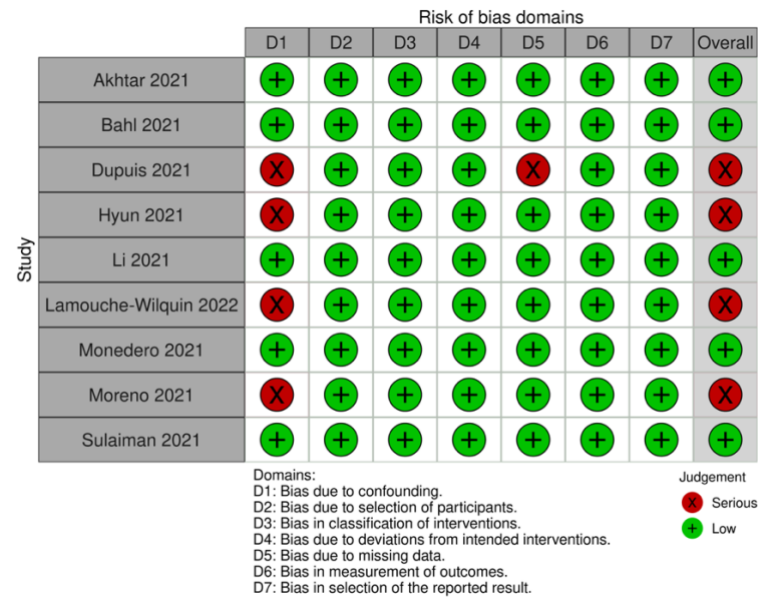 Risk of bias domains
D1 D2 D3 D4 D5 D6 D7 Overall
Study
Akhtar 2021 + + + + + + + +
Bahl 2021 + + + + + + + +
Dupuis 2021 X + + + X + + X
Hyun 2021 X + + + + + + X
Li 2021 + + + + + + + +
Lamouche-Wilquin 2022 X + + + + + + X
Monedero 2021 + + + + + + + +
Moreno 2021 X + + + + + + X
Sulaiman 2021 + + + + + + + +
Domains:
D1: Bias due to confounding.
D2: Bias due to selection of participants.
D3: Bias in classification of interventions.
D4: Bias due to deviations from intended interventions.
D5: Bias due to missing data.
D6: Bias in measurement of outcomes.
D7: Bias in selection of the reported result.
Judgement
X Serious
+ Low